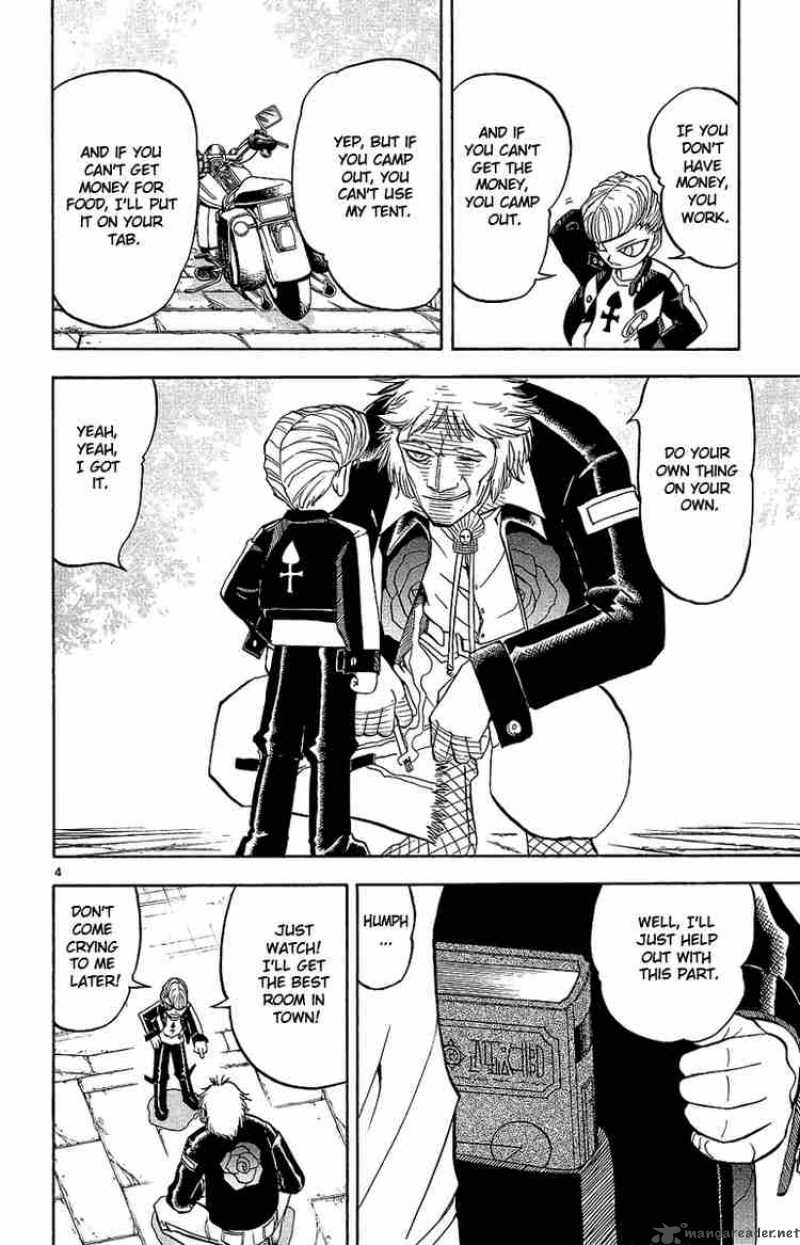 IF YOU
DON'T
HAVE
MONEY,
YOU
WORK.
AND IF
YOU CAN'T
GET THE
MONEY,
YOU CAMP
OUT.
YEP, BUT IF
YOU CAMP
OUT, YOU
CAN'T USE
MY TENT.
AND IF YOU
CAN'T GET
MONEY FOR
FOOD, I'LL PUT
IT ON YOUR
TAB.
DO YOUR
OWN THING
ON YOUR
OWN.
YEAH,
YEAH,
I GOT
IT.
4
WELL, I'LL
JUST HELP
OUT WITH
THIS PART.
HUMPH
...
JUST
WATCH!
I'LL GET
THE BEST
ROOM IN
TOWN!
DON'T
COME
CRYING
TO ME
LATER!
mangareader.net